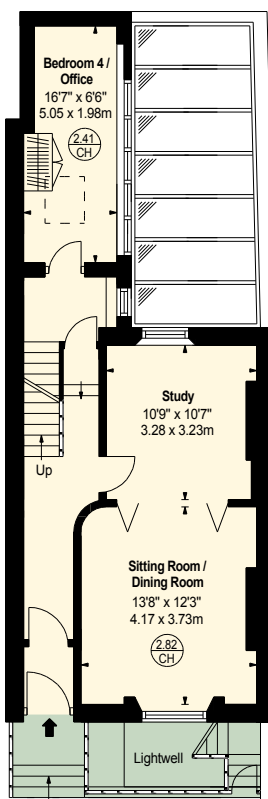 Bedroom 4 /
Office
16'7" x 6'6"
5.05 x 1.98m
2.41
CH
Study
10'9" x 10'7"
3.28 x 3.23m
Up
Sitting Room /
Dining Room
13'8" x 12'3"
4.17 x 3.73m
2.82
CH
Lightwell